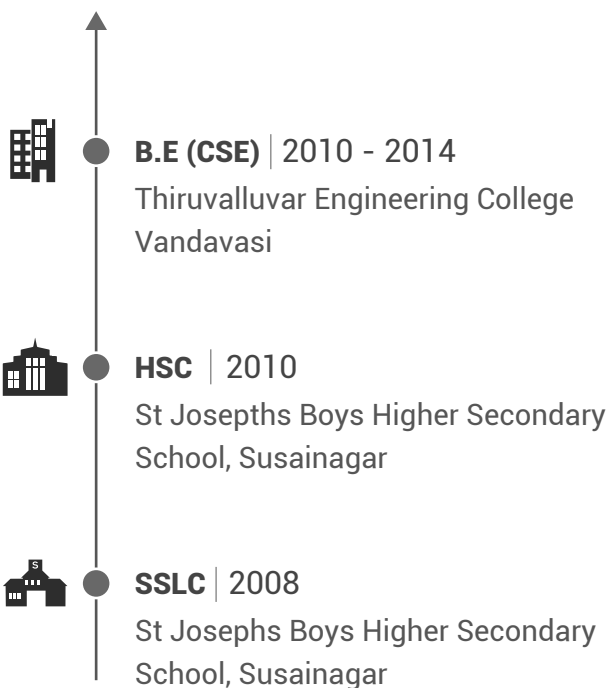 B.E (CSE) | 2010 - 2014
Thiruvalluvar Engineering College
Vandavasi
HSC | 2010
St Josepths Boys Higher Secondary
School, Susainagar
S
SSLC | 2008
St Josephs Boys Higher Secondary
School, Susainagar